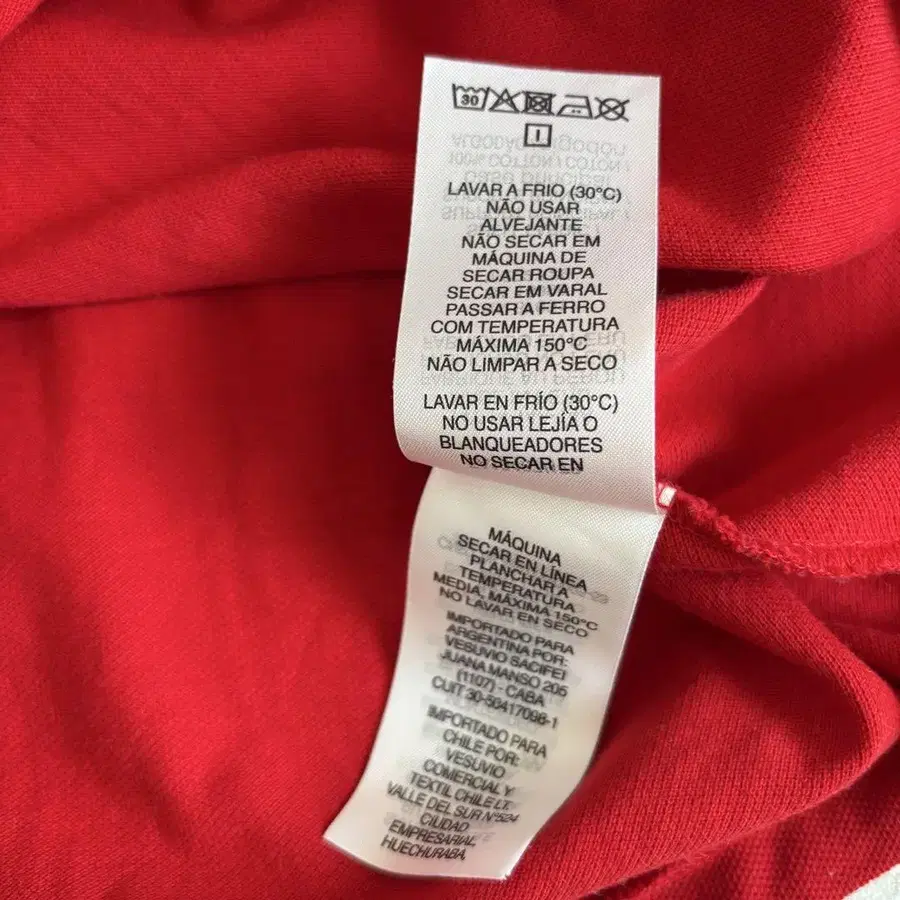 30
LAVAR A FRIO (30°C)
NÃO USAR
ALVEJANTE
NÃO SECAR EM
MÁQUINA DE
SECAR ROUPA
SECAR EM VARAL
PASSAR A FERRO
COM TEMPERATURA
MÁXIMA 150°C
NÃO LIMPAR A SECO
LAVAR EN FRÍO (30°C)
NO USAR LEJÍA O
BLANQUEADORES
NO SECAR EN
MÁQUINA
SECAR EN LÍNEA
PLANCHAR A
TEMPERATURA
MEDIA, MÁXIMA 150°C
NO LAVAR EN SECO
IMPORTADO PARA
ARGENTINA POR:
VESUVIO SACIFEI
JUANA MANSO 205
(1107) - CABA
CUIT 30-50417098-1
IMPORTADO PARA
CHILE POR:
VESUVIO
COMERCIAL Y
TEXTIL CHILE LT.
VALLE DEL SUR N°524
CIUDAD
EMPRESARIAL,
HUECHURABA,